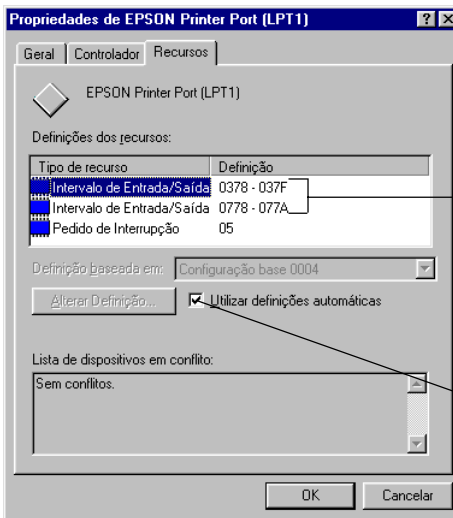 Propriedades de EPSON Printer Port (LPT1)
Geral Controlador Recursos
EPSON Printer Port (LPT1)
Definições dos recursos:
Tipo de recurso Definição
Intervalo de Entrada/Saída 0378 - 037F
Intervalo de Entrada/Saída 0778 - 077A
Pedido de Interrupção 05
Definição baseada em: Configuração base 0004
Alterar Definição... Utilizar definições automáticas
Lista de dispositivos em conflito:
Sem conflitos.
OK Cancelar